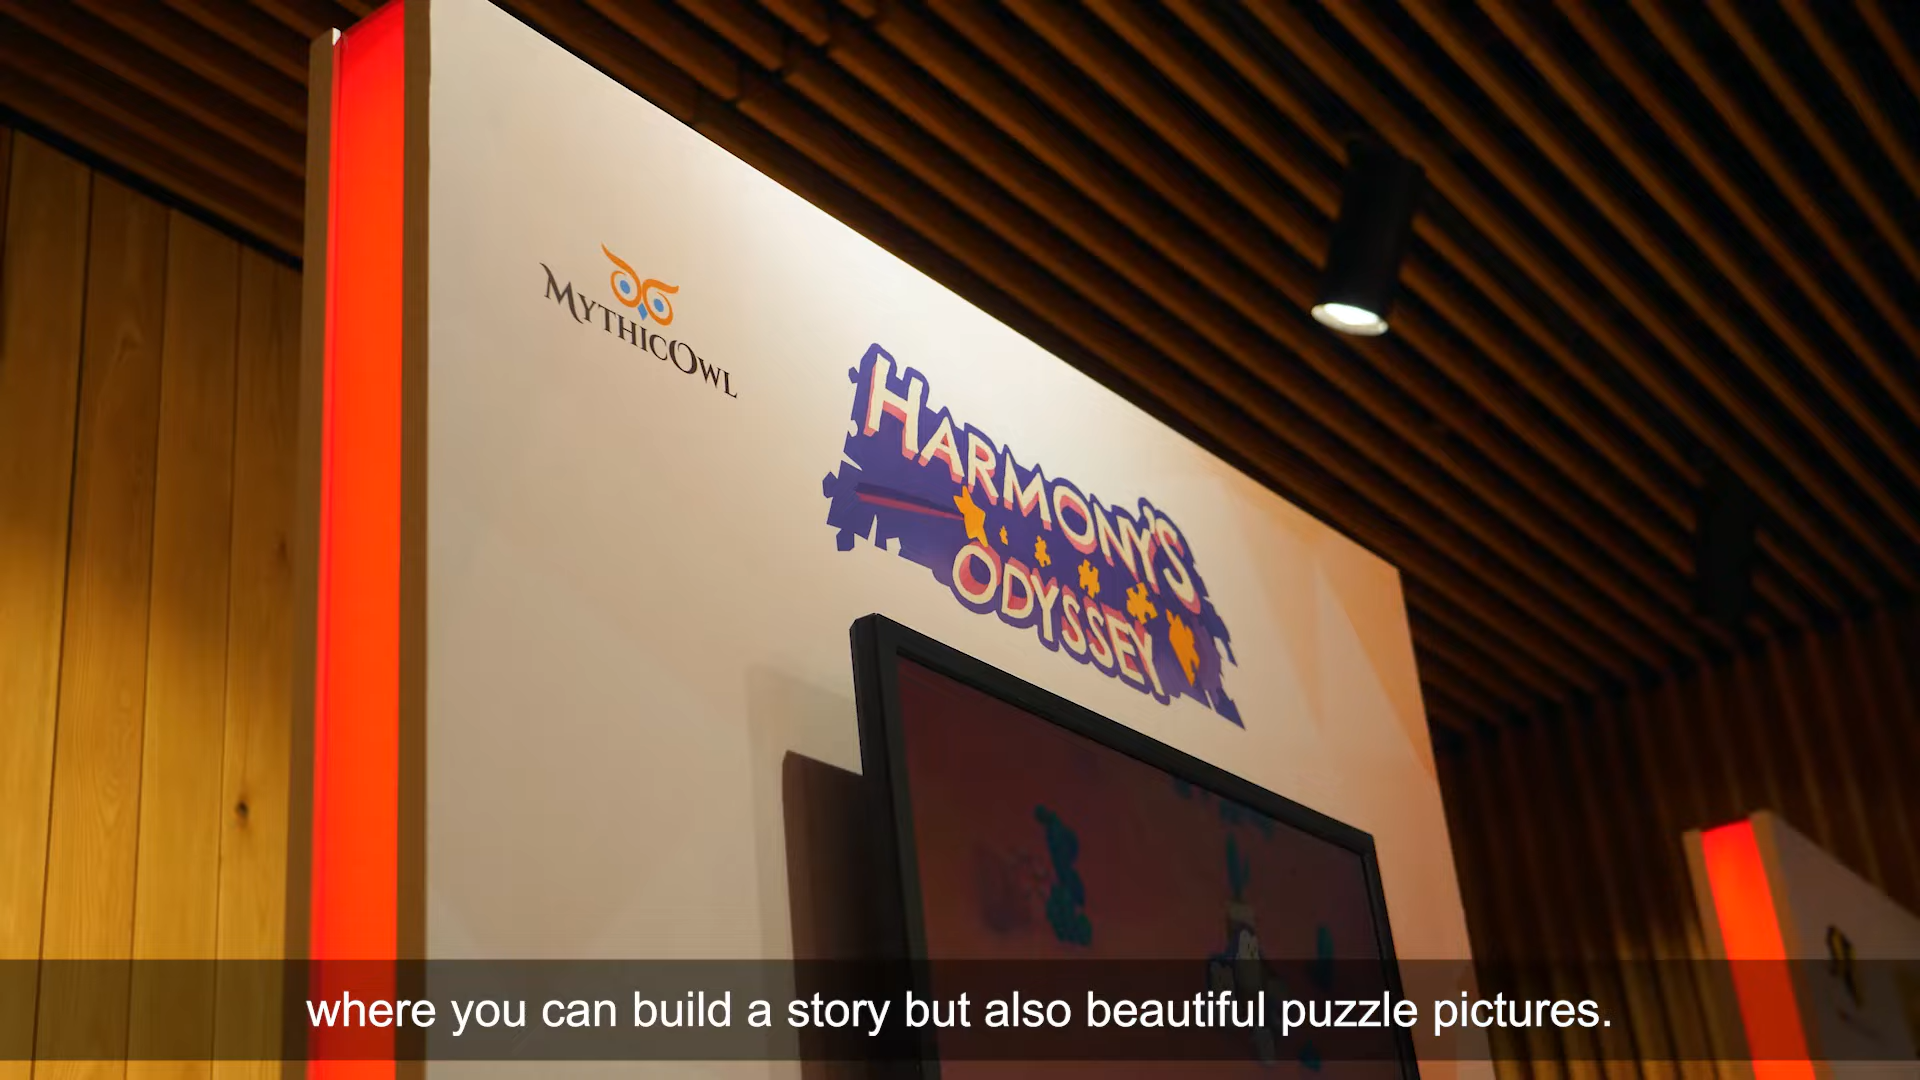 MYTHICOWL
HARMONY'S
ODYSSEY
where you can build a story but also beautiful puzzle pictures.